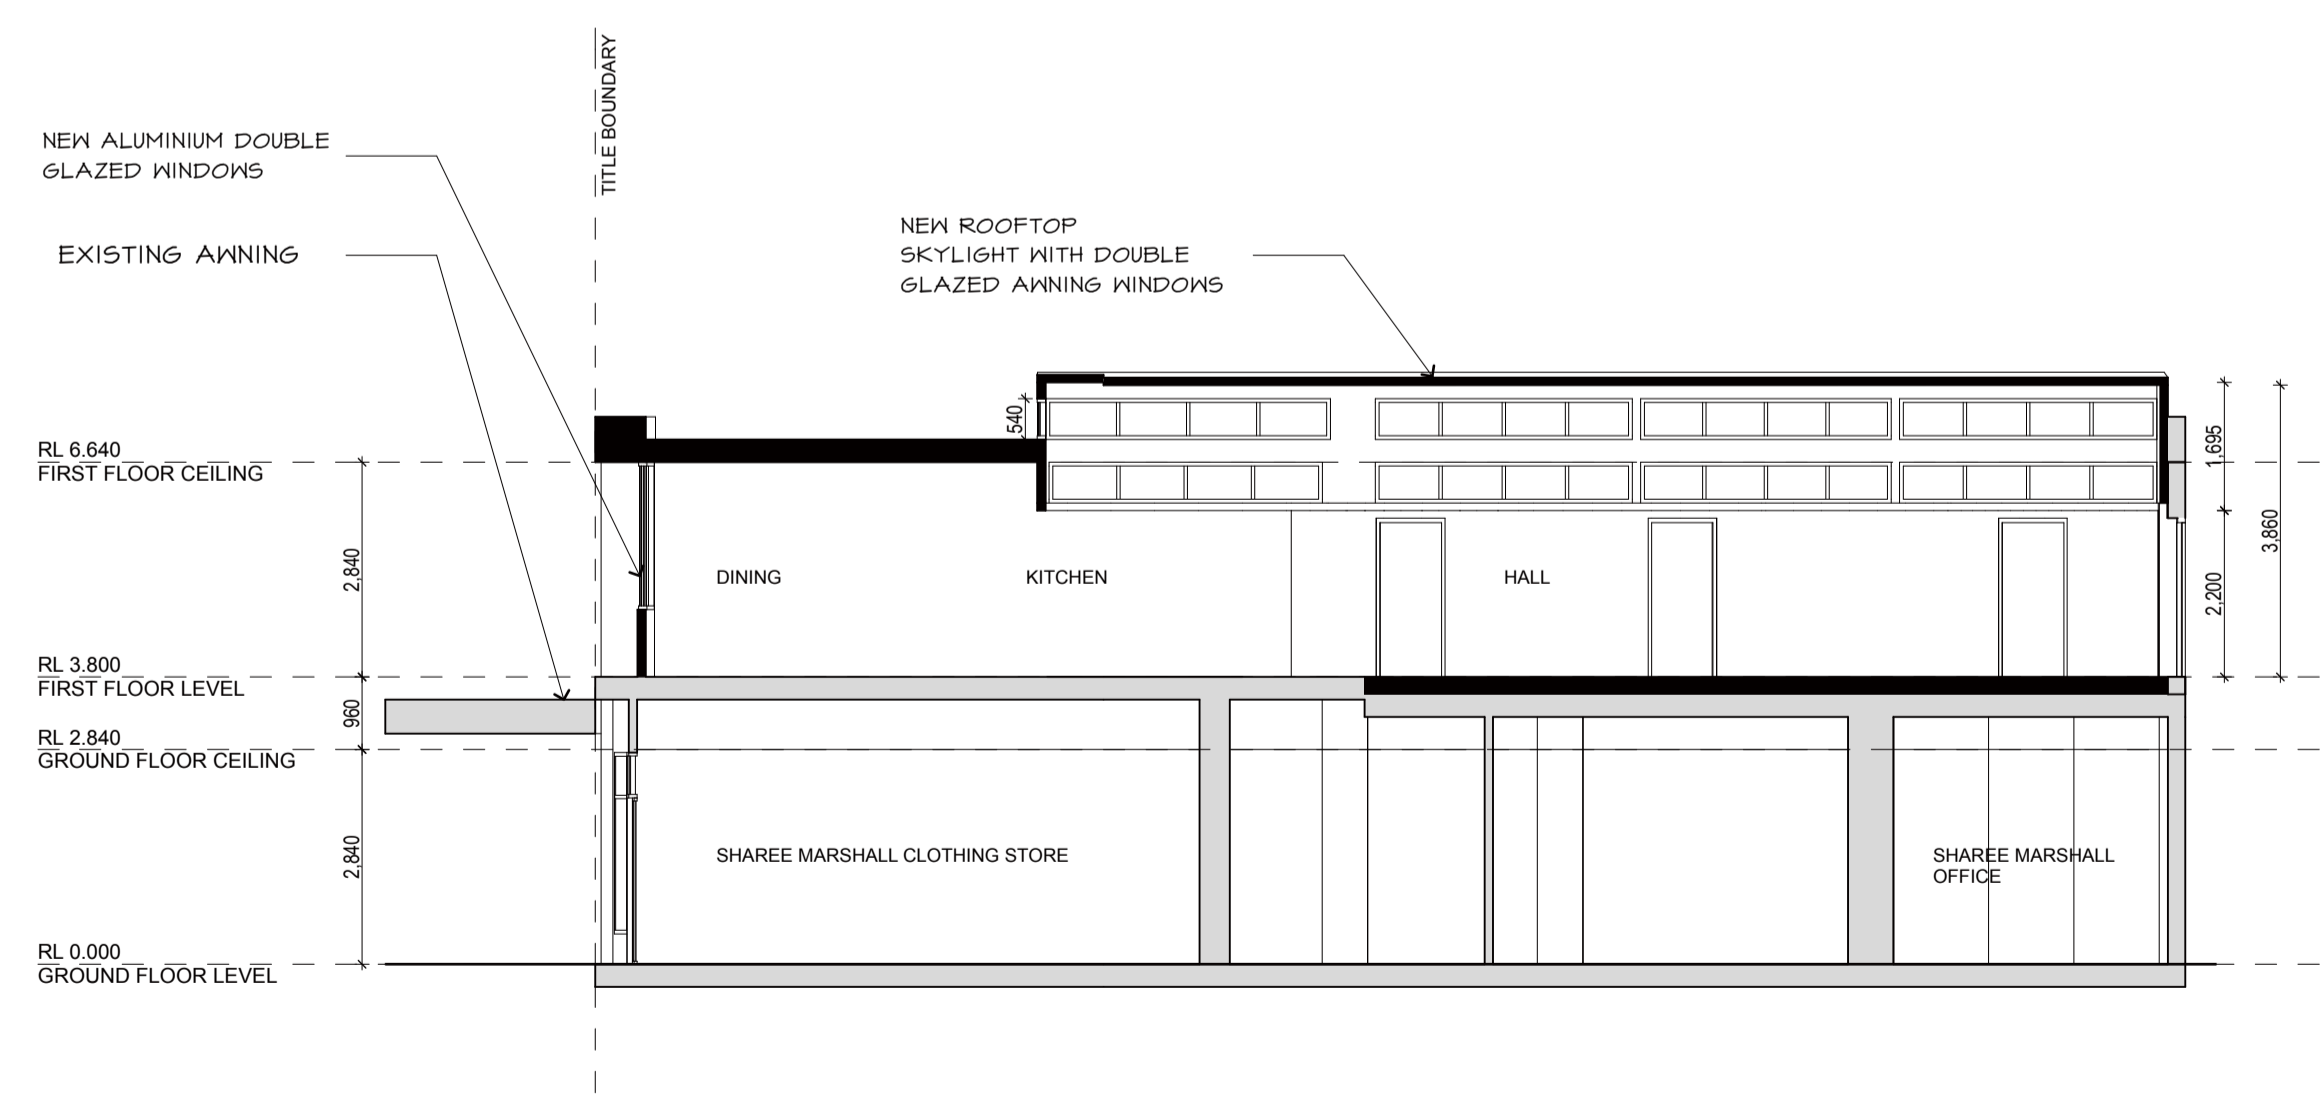 TITLE BOUNDARY
NEW ALUMINIUM DOUBLE
GLAZED WINDOWS
EXISTING AWNING
NEW ROOFTOP
SKYLIGHT WITH DOUBLE
GLAZED AWNING WINDOWS
540
1,695
RL 6.640
FIRST FLOOR CEILING
3,860
2,840
DINING
KITCHEN
HALL
2,200
RL 3.800
FIRST FLOOR LEVEL
960
RL 2.840
GROUND FLOOR CEILING
2,840
SHAREE MARSHALL CLOTHING STORE
SHAREE MARSHALL
OFFICE
RL 0.000
GROUND FLOOR LEVEL